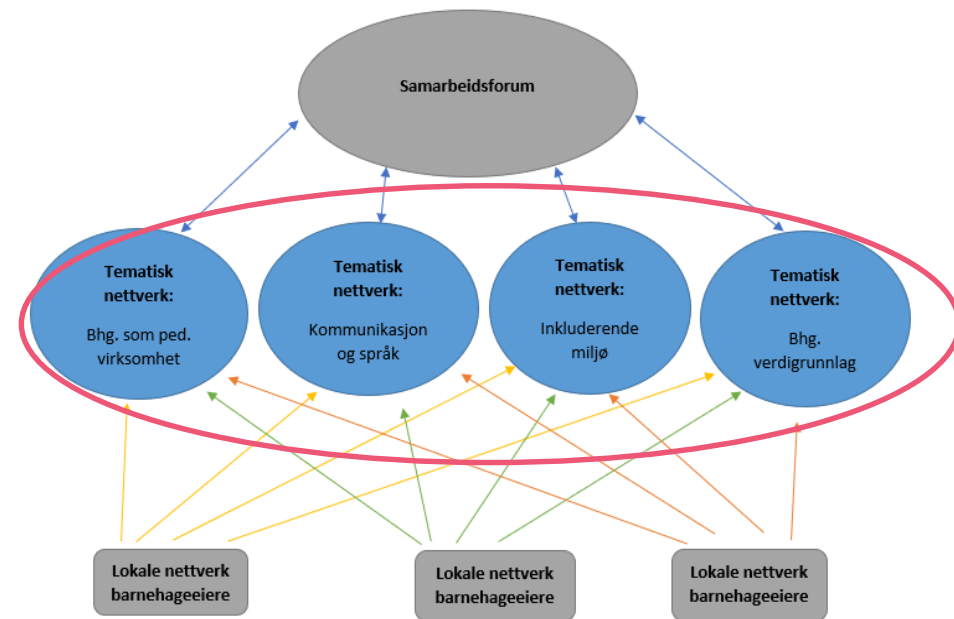 Samarbeidsforum
Tematisk
nettverk:
Bhg. som ped.
virksomhet
Tematisk
nettverk:
Kommunikasjon
og språk
Tematisk
nettverk:
Inkluderende
miljø
Tematisk
nettverk:
Bhg.
verdigrunnlag
Lokale nettverk
barnehageeiere
Lokale nettverk
barnehageeiere
Lokale nettverk
barnehageeiere